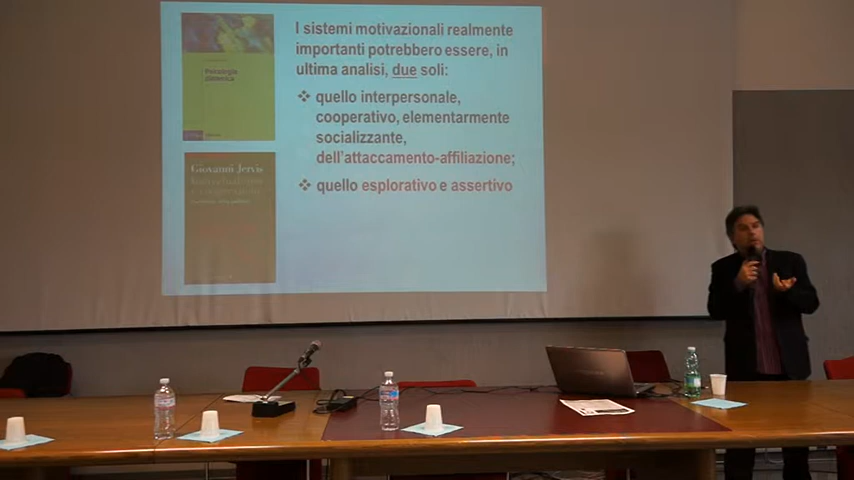 I sistemi motivazionali realmente
importanti potrebbero essere, in
ultima analisi, due soli:
❖ quello interpersonale,
cooperativo, elementarmente
socializzante,
dell'attaccamento-affiliazione;
❖ quello esplorativo e assertivo
Psicologia
dinamica
Giovanni Jervis